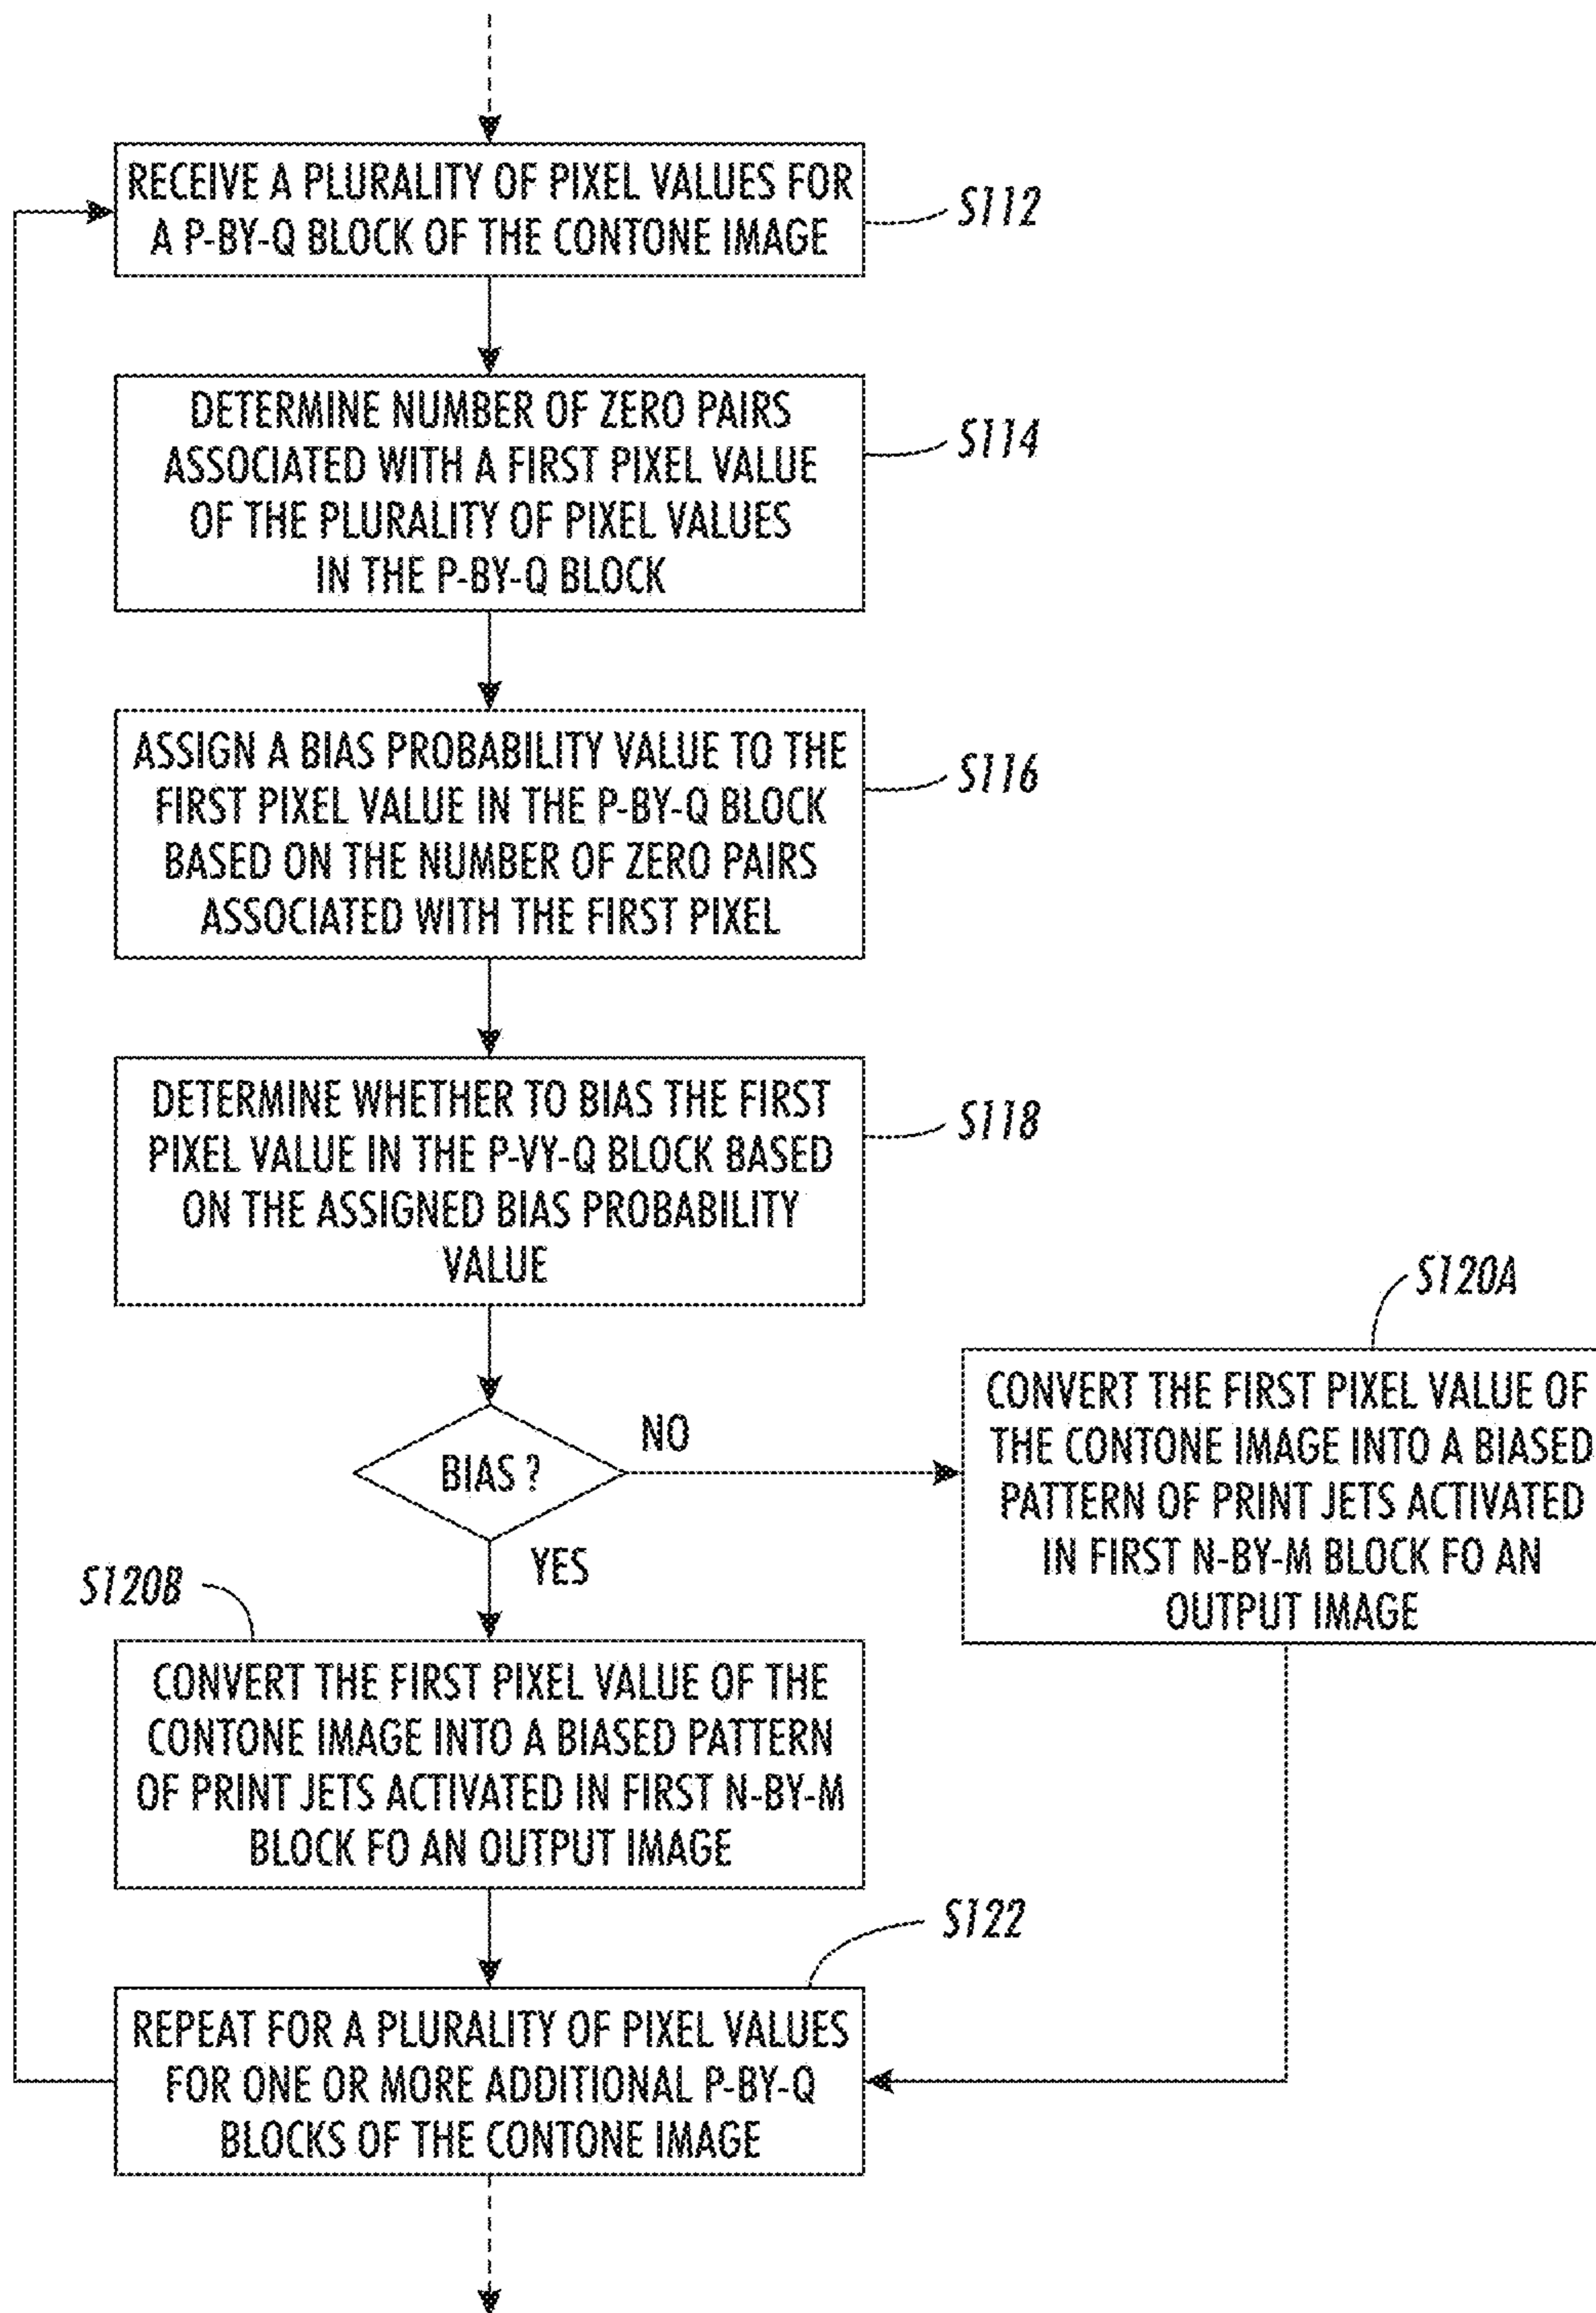 RECEIVE A PLURALITY OF PIXEL VALUES FOR
A P-BY-Q BLOCK OF THE CONTONE IMAGE
S112
DETERMINE NUMBER OF ZERO PAIRS
ASSOCIATED WITH A FIRST PIXEL VALUE
OF THE PLURALITY OF PIXEL VALUES
IN THE P-BY-Q BLOCK
S114
ASSIGN A BIAS PROBABILITY VALUE TO THE
FIRST PIXEL VALUE IN THE P-BY-Q BLOCK
BASED ON THE NUMBER OF ZERO PAIRS
ASSOCIATED WITH THE FIRST PIXEL
S116
DETERMINE WHETHER TO BIAS THE FIRST
PIXEL VALUE IN THE P-VY-Q BLOCK BASED
ON THE ASSIGNED BIAS PROBABILITY
VALUE
S118
BIAS ?
NO
YES
S120A
CONVERT THE FIRST PIXEL VALUE OF
THE CONTONE IMAGE INTO A BIASED
PATTERN OF PRINT JETS ACTIVATED
IN FIRST N-BY-M BLOCK FO AN
OUTPUT IMAGE
S120B
CONVERT THE FIRST PIXEL VALUE OF THE
CONTONE IMAGE INTO A BIASED PATTERN
OF PRINT JETS ACTIVATED IN FIRST N-BY-M
BLOCK FO AN OUTPUT IMAGE
S122
REPEAT FOR A PLURALITY OF PIXEL VALUES
FOR ONE OR MORE ADDITIONAL P-BY-Q
BLOCKS OF THE CONTONE IMAGE